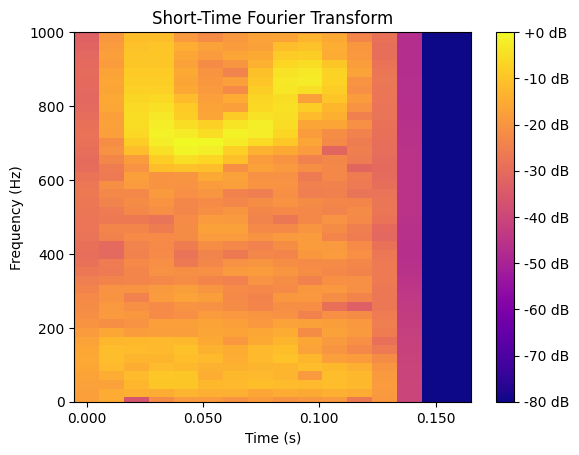 Short-Time Fourier Transform
Frequency (Hz)
1000
800
600
400
200
0
0.000
0.050
0.100
0.150
Time (s)
+0 dB
-10 dB
-20 dB
-30 dB
-40 dB
-50 dB
-60 dB
-70 dB
-80 dB